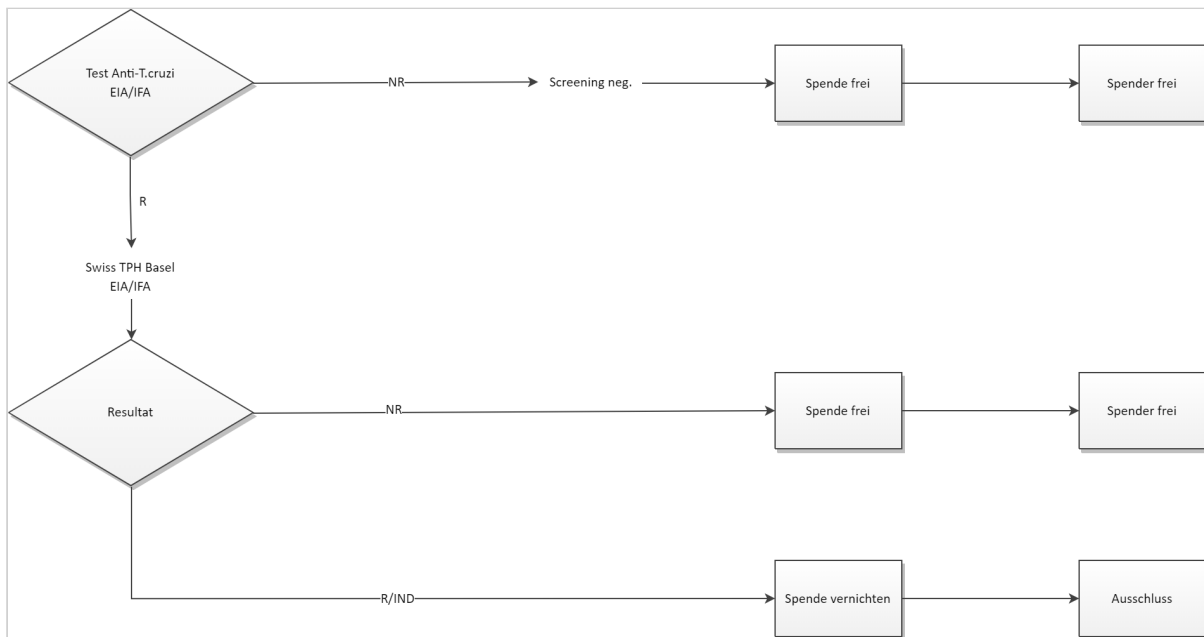 Test Anti-T.cruzi
EIA/IFA
NR
Screening neg.
Spende frei
Spender frei
R
Swiss TPH Basel
EIA/IFA
Resultat
NR
Spende frei
Spender frei
R/IND
Spende vernichten
Ausschluss